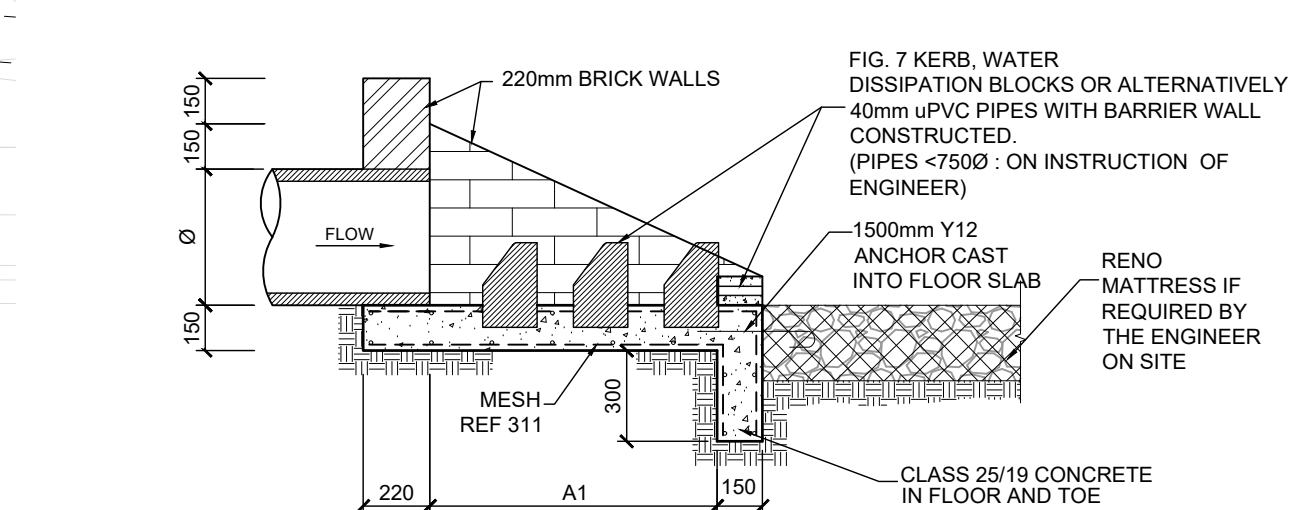 220mm BRICK WALLS
FIG. 7 KERB, WATER
DISSIPATION BLOCKS OR ALTERNATIVELY
40mm uPVC PIPES WITH BARRIER WALL
CONSTRUCTED.
(PIPES <750Ø : ON INSTRUCTION OF
ENGINEER)
150
150
Ø
150
FLOW
1500mm Y12
ANCHOR CAST
INTO FLOOR SLAB
RENO
MATTRESS IF
REQUIRED BY
THE ENGINEER
ON SITE
MESH
REF 311
300
CLASS 25/19 CONCRETE
IN FLOOR AND TOE
220
A1
150